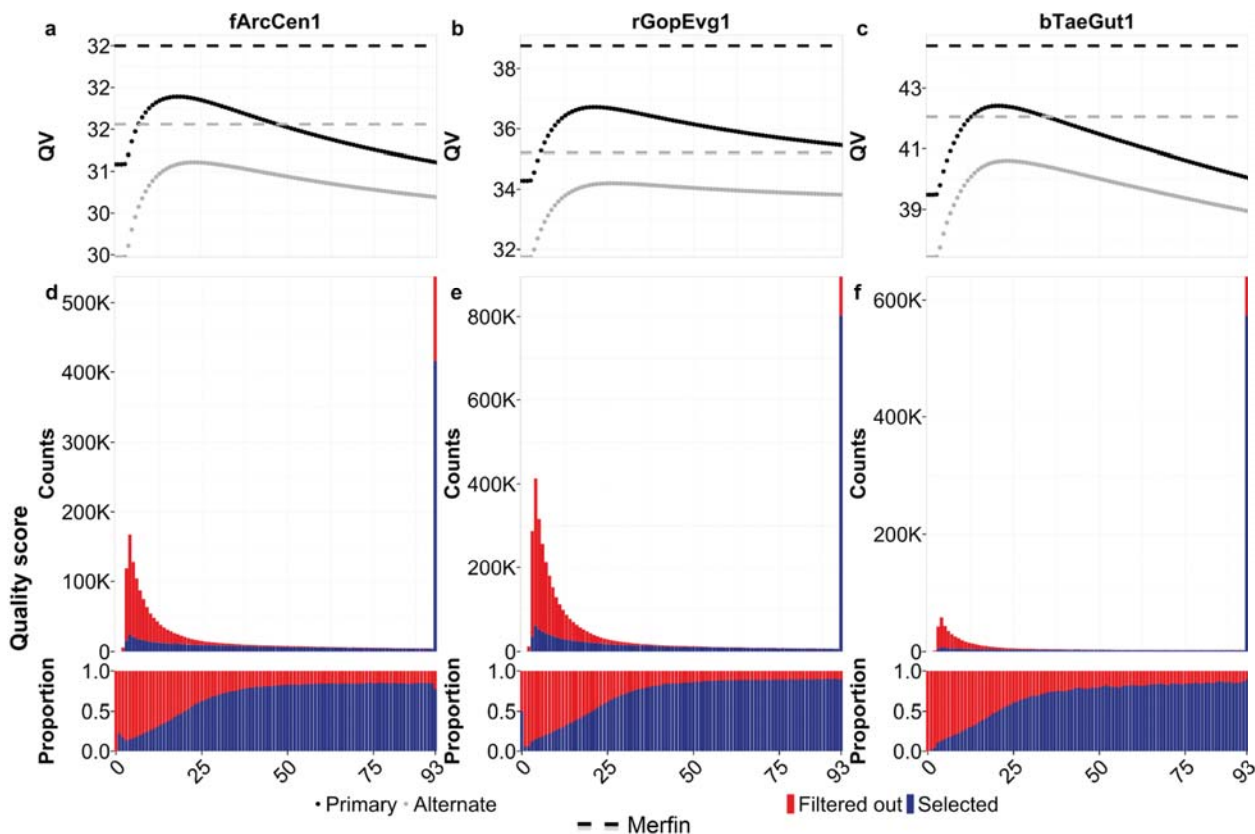 a fArcCen1 b rGopEvg1 c bTaeGut1
32
32
32
31
30
30
QV
38
36
34
32
QV
43
41
39
QV
d e f
500K
400K
300K
200K
100K
0
Counts
800K
600K
400K
200K
0
Counts
600K
400K
200K
0
Counts
Quality score
1.0
0.5
0.0
Proportion
1.0
0.5
0.0
Proportion
1.0
0.5
0.0
Proportion
0 25 50 75 93 0 25 50 75 93 0 25 50 75 93
Primary Alternate Filtered out Selected
Merfin